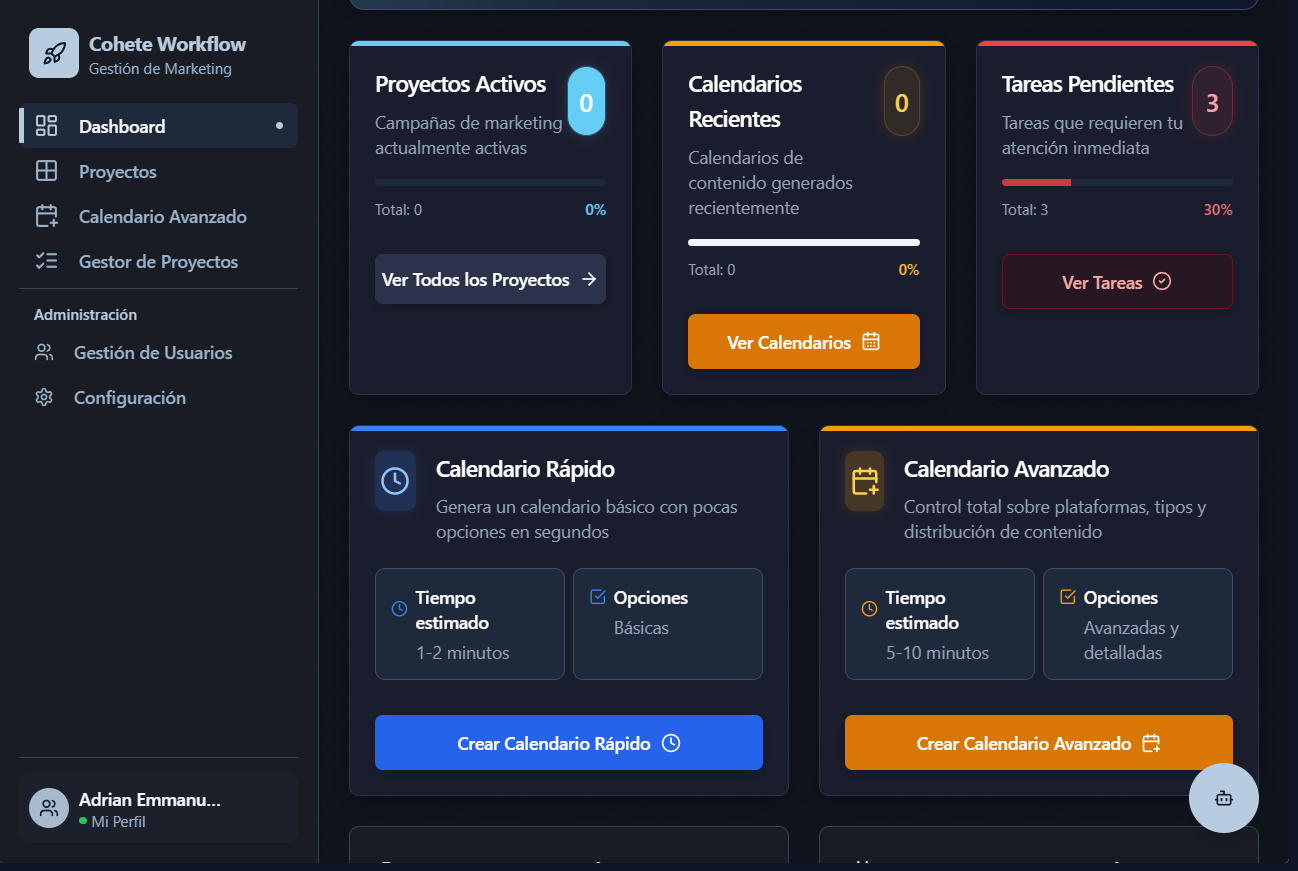 Cohete Workflow
Gestión de Marketing
Dashboard
Proyectos
Calendario Avanzado
Gestor de Proyectos
Administración
Gestión de Usuarios
Configuración
Adrian Emmanu...
Mi Perfil
Proyectos Activos
0
Campañas de marketing
actualmente activas
Total: 0
0%
Ver Todos los Proyectos
Calendarios
Recientes
0
Calendarios de
contenido generados
recientemente
Total: 0
0%
Ver Calendarios
Tareas Pendientes
3
Tareas que requieren tu
atención inmediata
Total: 3
30%
Ver Tareas
Calendario Rápido
Genera un calendario básico con pocas
opciones en segundos
Tiempo
estimado
1-2 minutos
Opciones
Básicas
Crear Calendario Rápido
Calendario Avanzado
Control total sobre plataformas, tipos y
distribución de contenido
Tiempo
estimado
5-10 minutos
Opciones
Avanzadas y
detalladas
Crear Calendario Avanzado